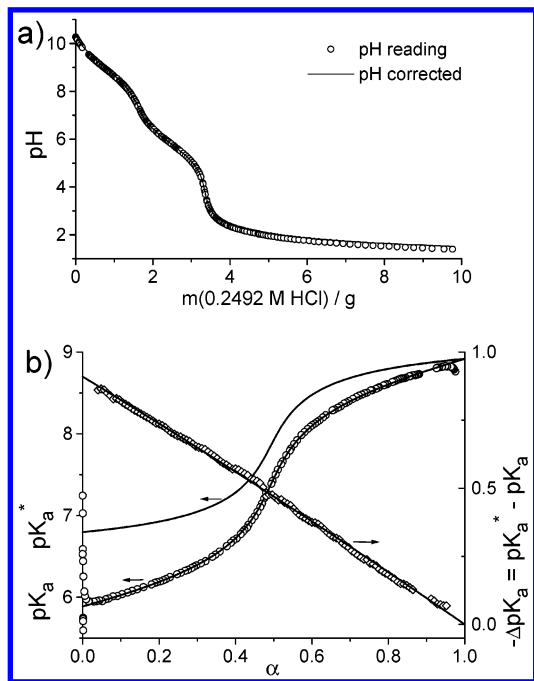 a)
pH reading
pH corrected
10
8
6
4
2
pH
0 2 4 6 8 10
m(0.2492 M HCl) / g
b)
9
8
7
6
pKa pKa*
1.0
0.5
0.0
-ΔpKa = pKa* - pKa
0.0 0.2 0.4 0.6 0.8 1.0
α